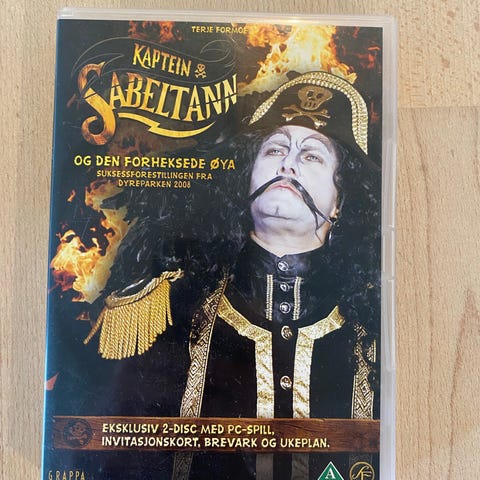 TERJE FORMOE
KAPTEIN
SABELTANN
OG DEN FORHEKSEDE ØYA
SUKSESSFORESTILLINGEN FRA
DYREPARKEN 2008
EKSKLUSIV 2-DISC MED PC-SPILL,
INVITASJONSKORT, BREVARK OG UKEPLAN.
GRAPPA
A
SF